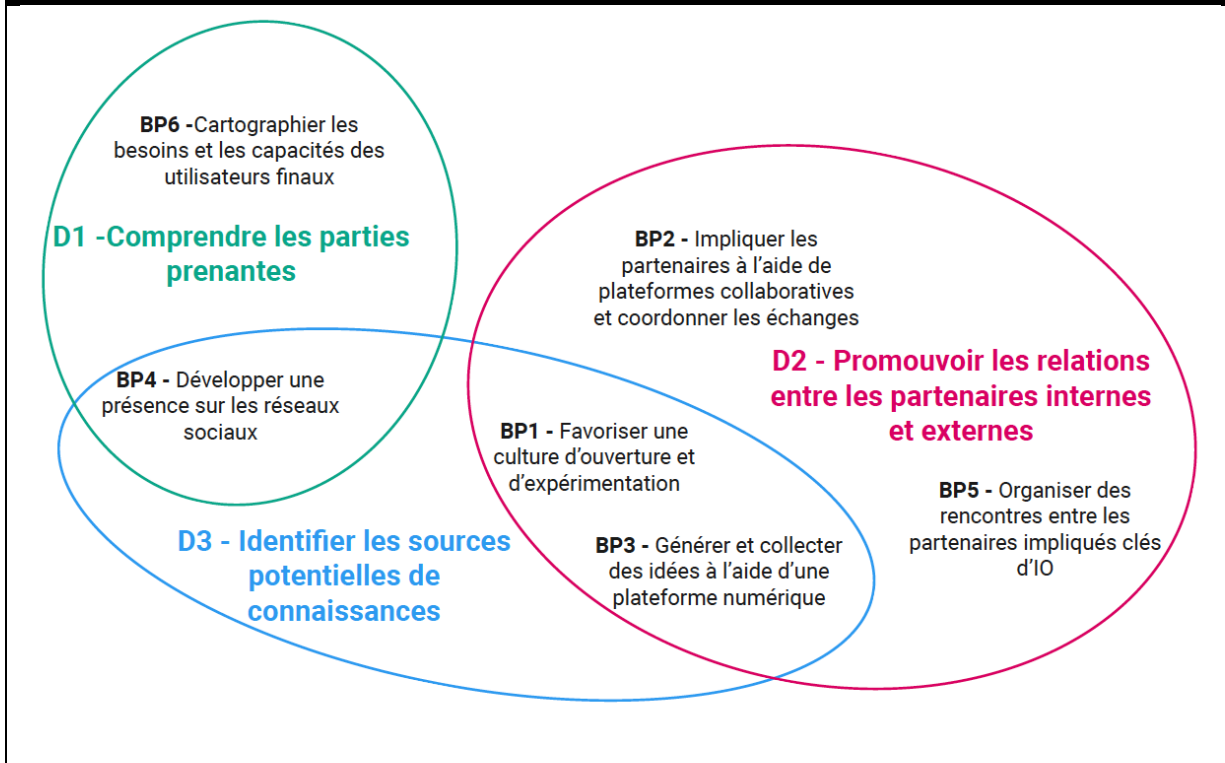 BP6 -Cartographier les
besoins et les capacités des
utilisateurs finaux
D1 -Comprendre les parties
prenantes
BP2 - Impliquer les
partenaires à l'aide de
plateformes collaboratives
et coordonner les échanges
D2 - Promouvoir les relations
entre les partenaires internes
et externes
BP4 - Développer une
présence sur les réseaux
sociaux
BP1 - Favoriser une
culture d'ouverture et
d'expérimentation
BP5 - Organiser des
rencontres entre les
partenaires impliqués clés
d'IO
D3 - Identifier les sources
potentielles de
connaissances
BP3 - Générer et collecter
des idées à l'aide d'une
plateforme numérique